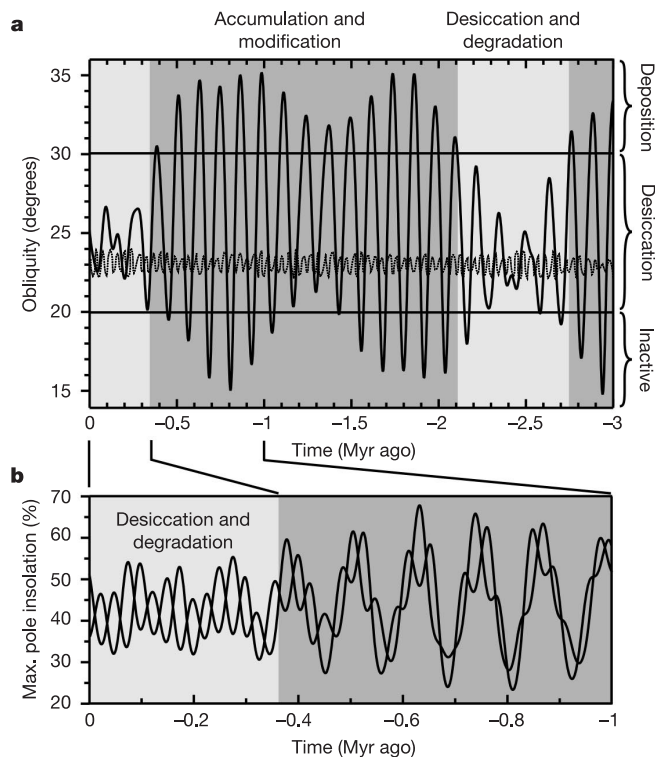 Accumulation and
modification
Desiccation and
degradation
a
35
30
25
20
15
Obliquity (degrees)
Deposition
Desiccation
Inactive
0 –0.5 –1 –1.5 –2 –2.5 –3
Time (Myr ago)
b
70
60
50
40
30
20
Max. pole insolation (%)
Desiccation and
degradation
0 –0.2 –0.4 –0.6 –0.8 –1
Time (Myr ago)